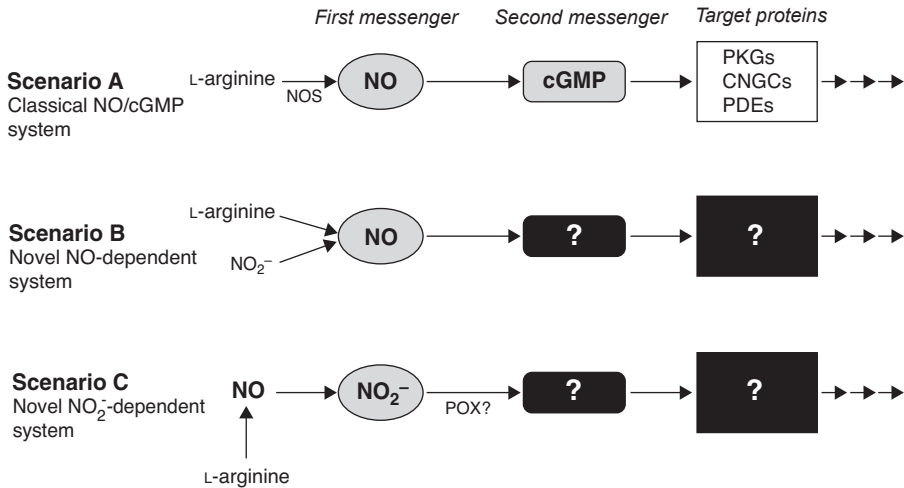 First messenger Second messenger Target proteins
Scenario A
Classical NO/cGMP
system
L-arginine
NOS
NO
cGMP
PKGs
CNGCs
PDEs
Scenario B
Novel NO-dependent
system
L-arginine
NO₂⁻
NO
?
?
Scenario C
Novel NO₂⁻-dependent
system
NO
L-arginine
NO₂⁻
POX?
?
?